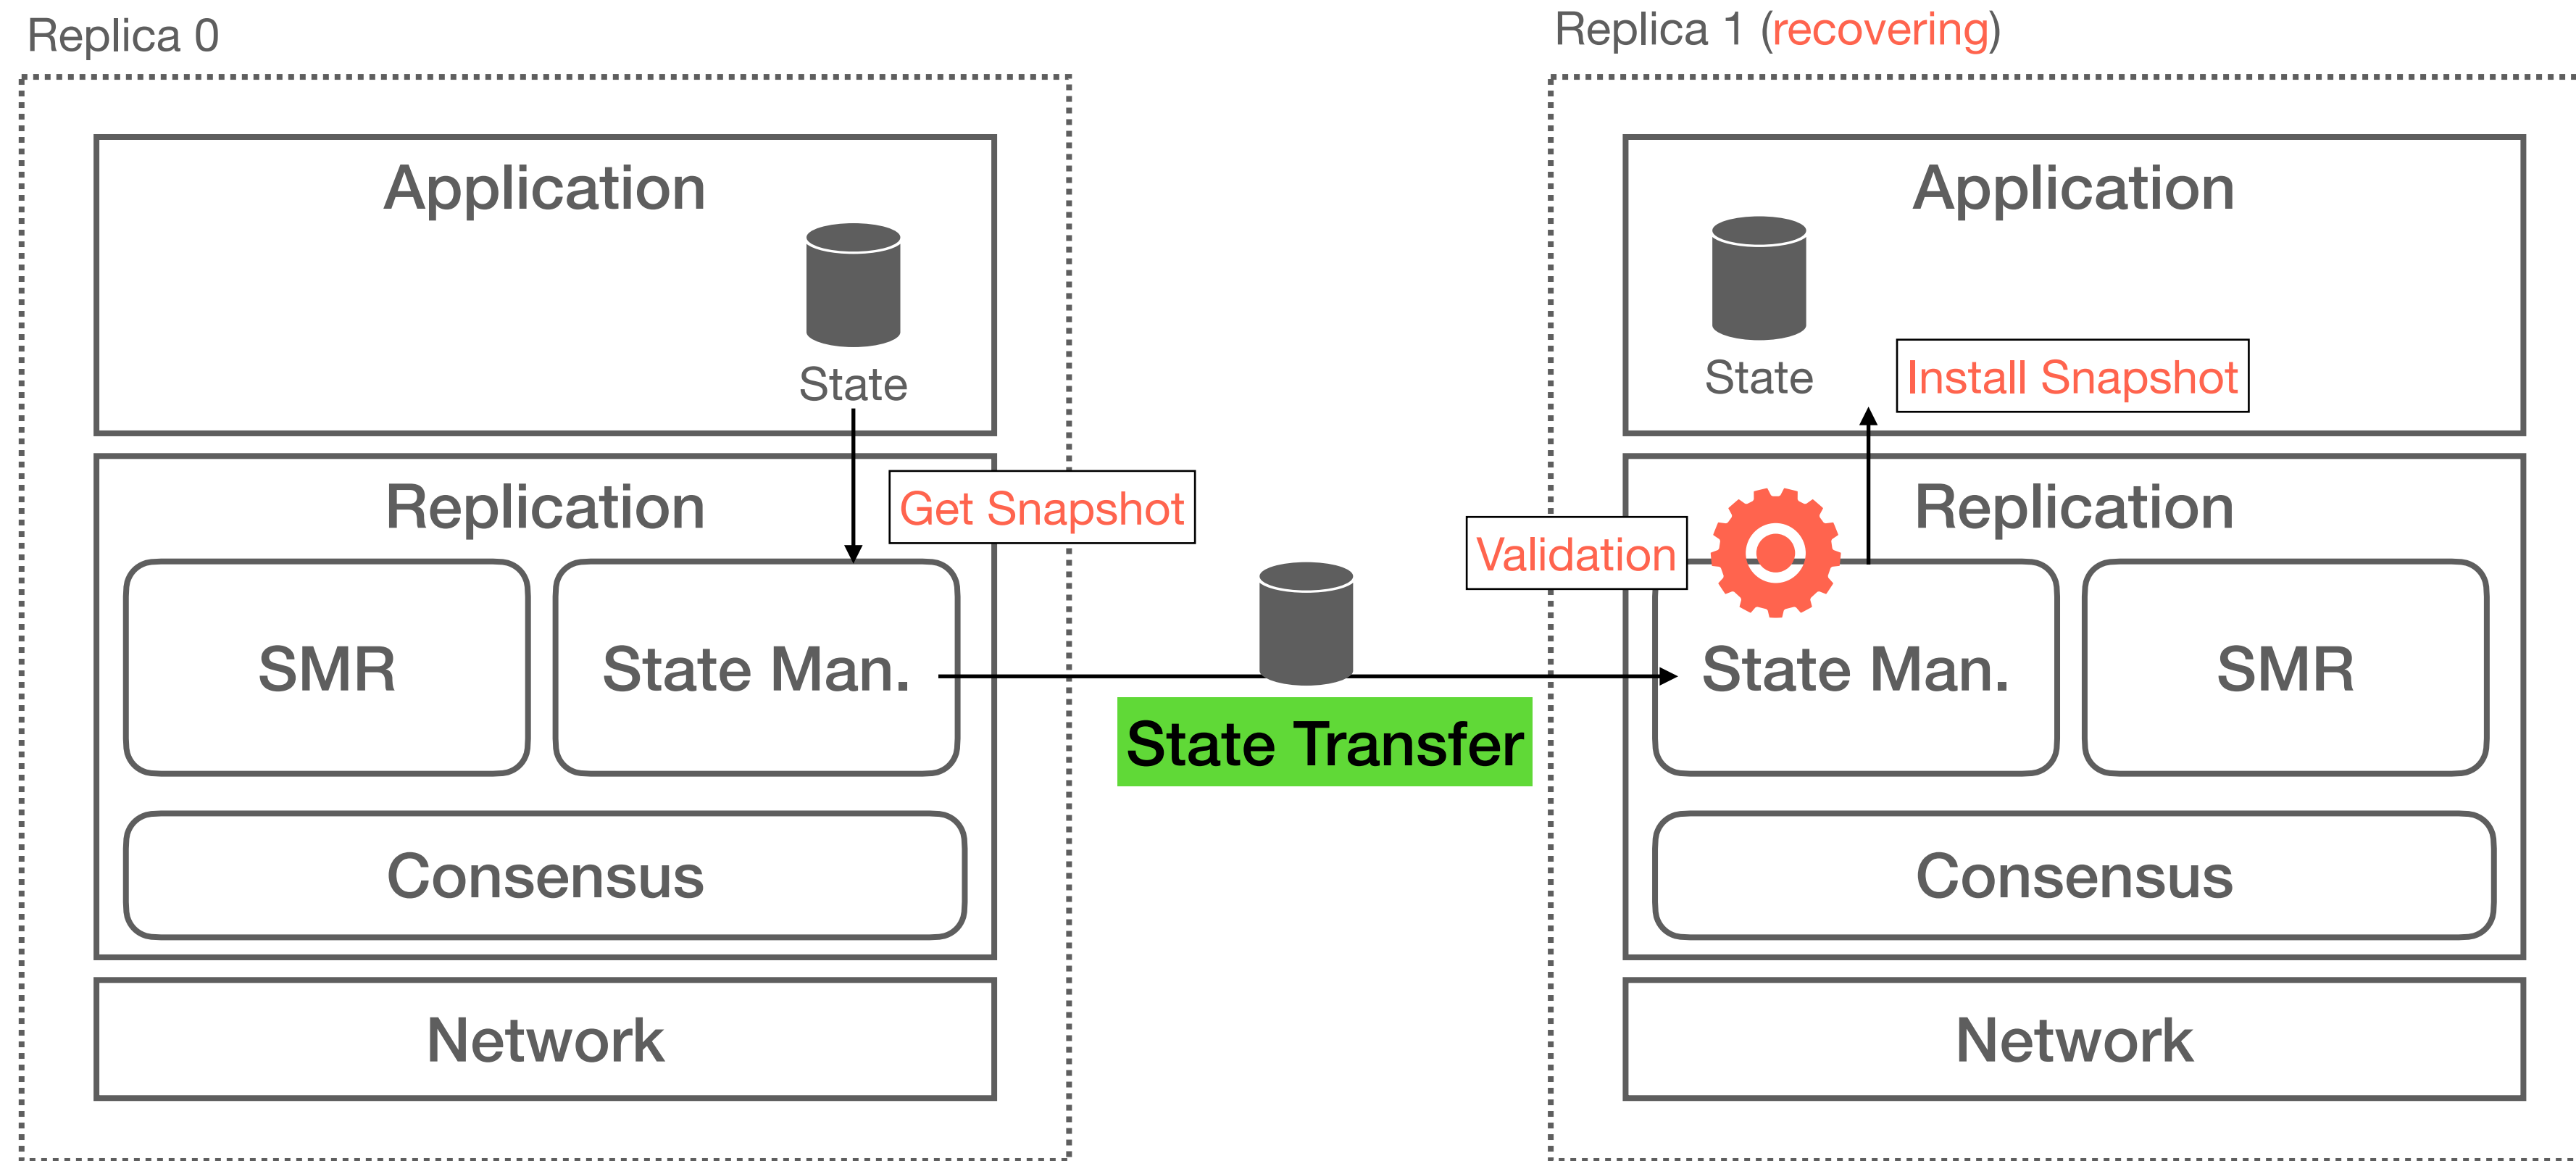 Replica 0
Application
State
Get Snapshot
Replication
SMR
State Man.
Consensus
Network
State Transfer
Replica 1 (recovering)
Application
State
Install Snapshot
Validation
Replication
State Man.
SMR
Consensus
Network